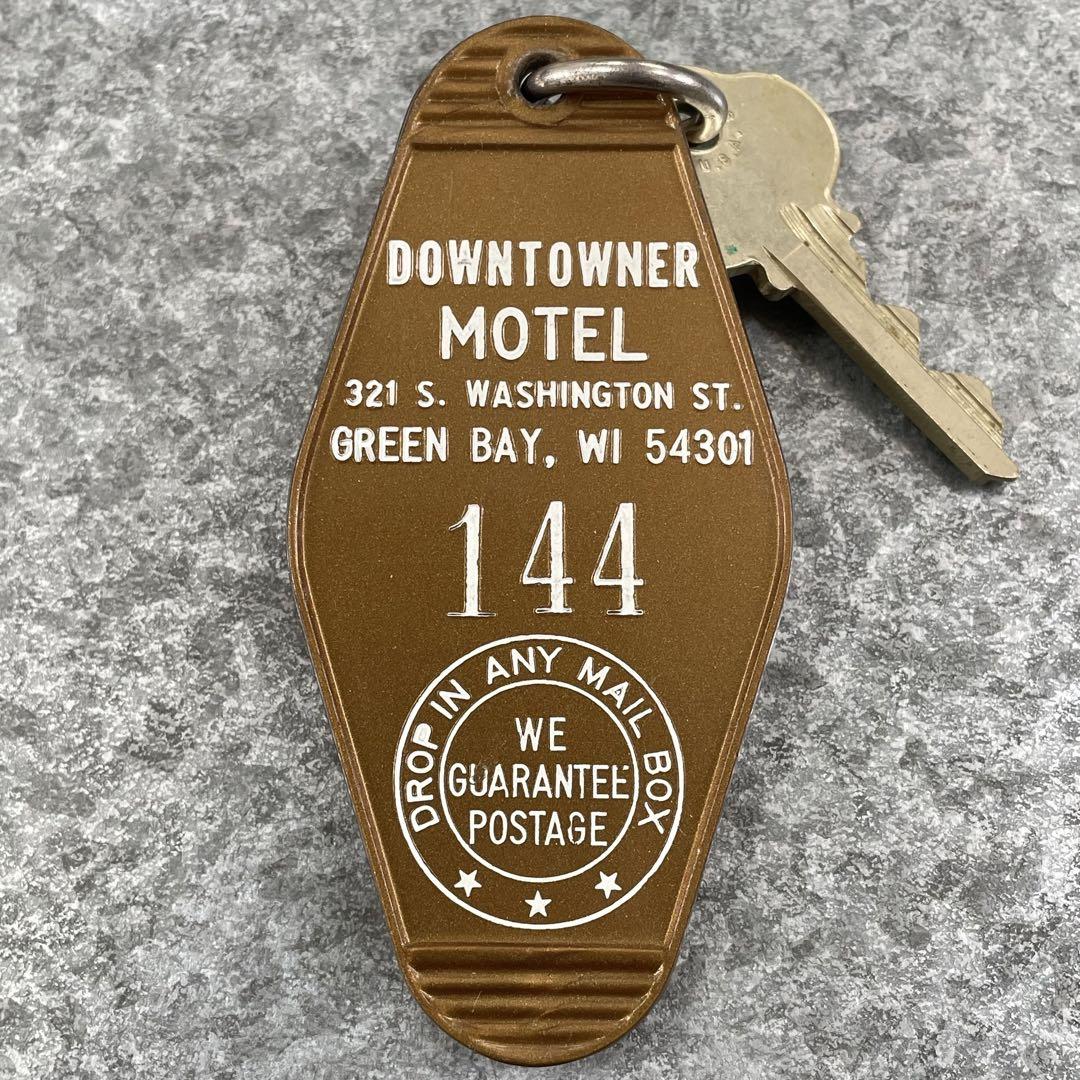 DOWNTOWNER
MOTEL
321 S. WASHINGTON ST.
GREEN BAY, WI 54301
144
DROP IN ANY MAIL BOX
WE
GUARANTEE
POSTAGE
U.S.A.